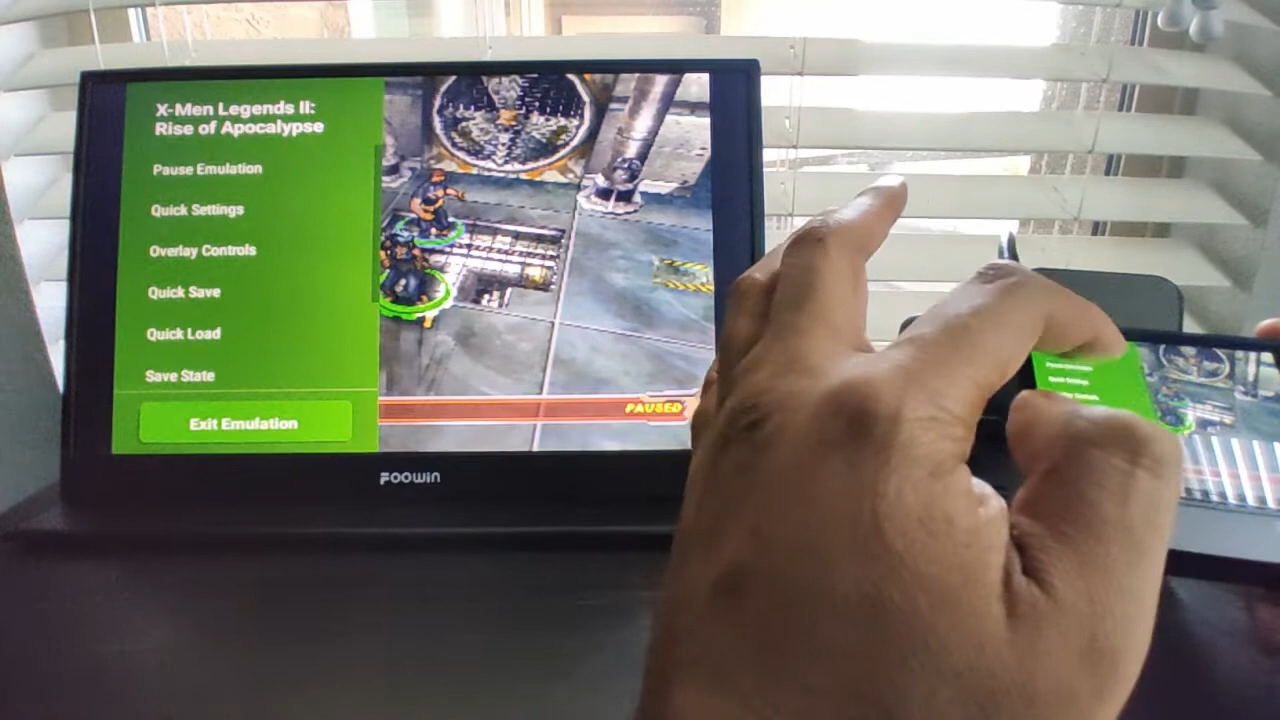 X-Men Legends II:
Rise of Apocalypse
Pause Emulation
Quick Settings
Overlay Controls
Quick Save
Quick Load
Save State
Exit Emulation
PAUSED
FOOWIN